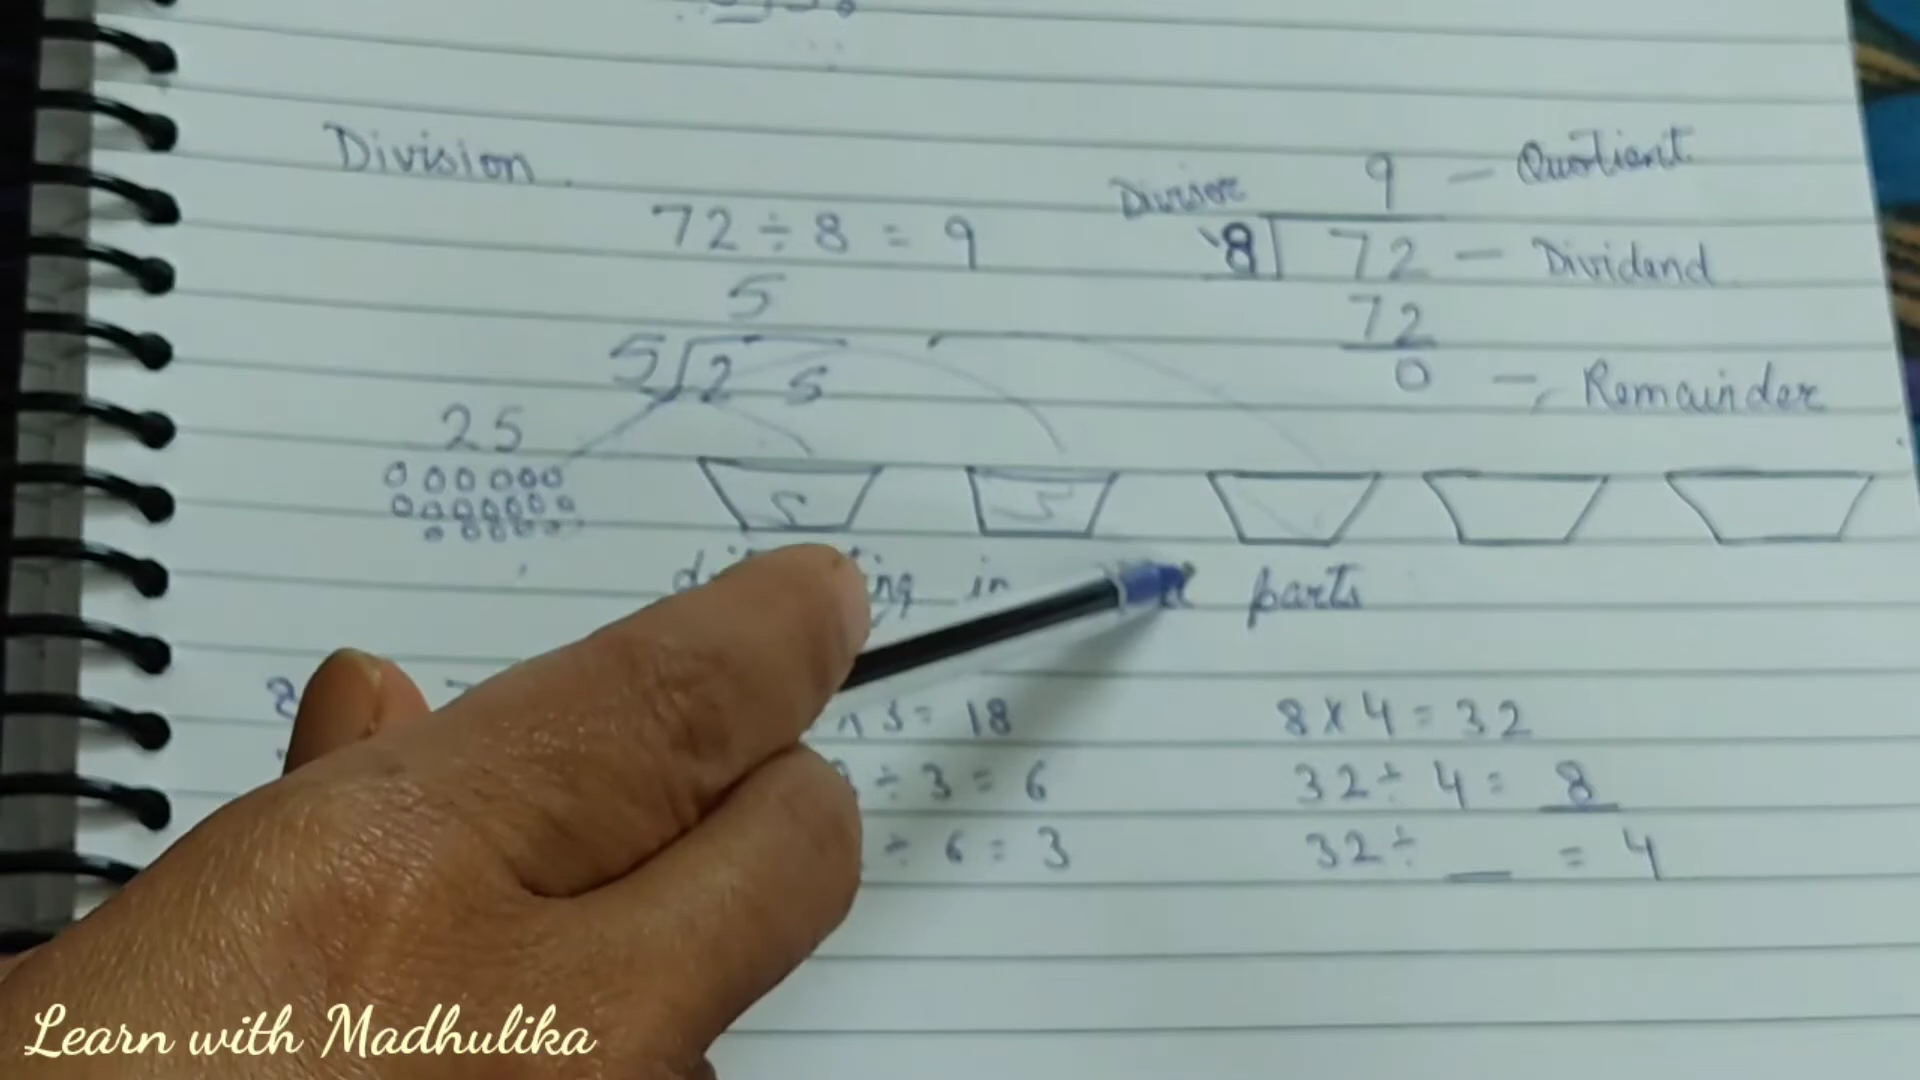 Division.
72 ÷ 8 = 9
5
5 2 5
25
5 5
in parts
Divisor 9 — Quotient
8 72 — Dividend
72
0 — Remainder
3 = 18
÷ 3 = 6
÷ 6 = 3
8 x 4 = 32
32 ÷ 4 = 8
32 ÷ __ = 4
Learn with Madhulika